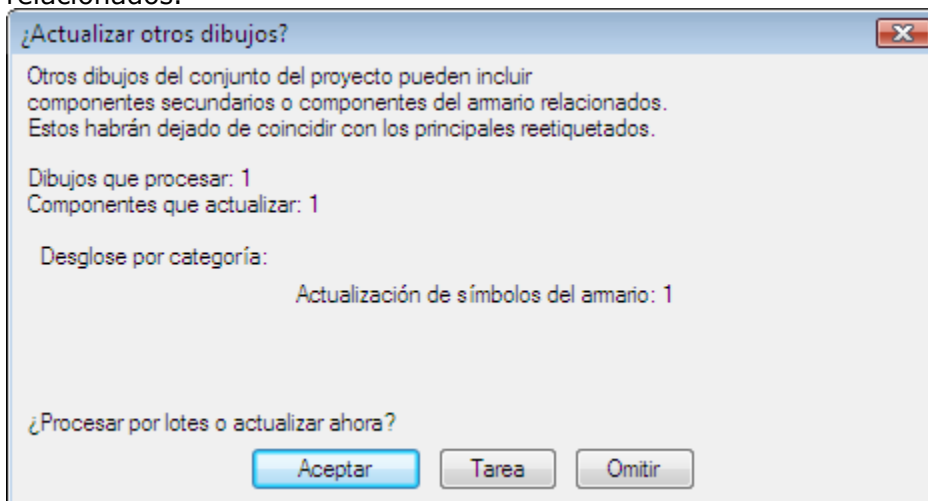 relacionados.
¿Actualizar otros dibujos?
Otros dibujos del conjunto del proyecto pueden incluir
componentes secundarios o componentes del armario relacionados.
Estos habrán dejado de coincidir con los principales reetiquetados.
Dibujos que procesar: 1
Componentes que actualizar: 1
Desglose por categoría:
Actualización de símbolos del armario: 1
¿Procesar por lotes o actualizar ahora?
Aceptar Tarea Omitir